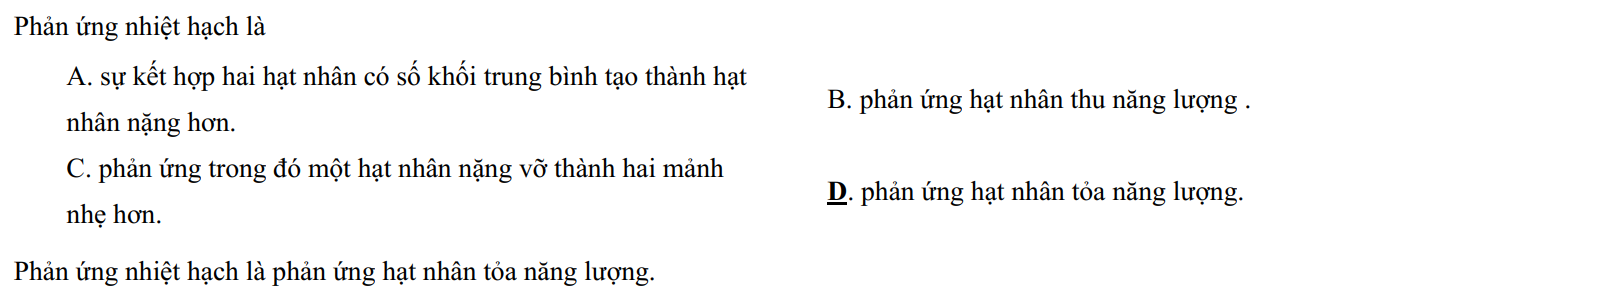 Phản ứng nhiệt hạch là
A. sự kết hợp hai hạt nhân có số khối trung bình tạo thành hạt
nhân nặng hơn.
B. phản ứng hạt nhân thu năng lượng .
C. phản ứng trong đó một hạt nhân nặng vỡ thành hai mảnh
nhẹ hơn.
D. phản ứng hạt nhân tỏa năng lượng.
Phản ứng nhiệt hạch là phản ứng hạt nhân tỏa năng lượng.